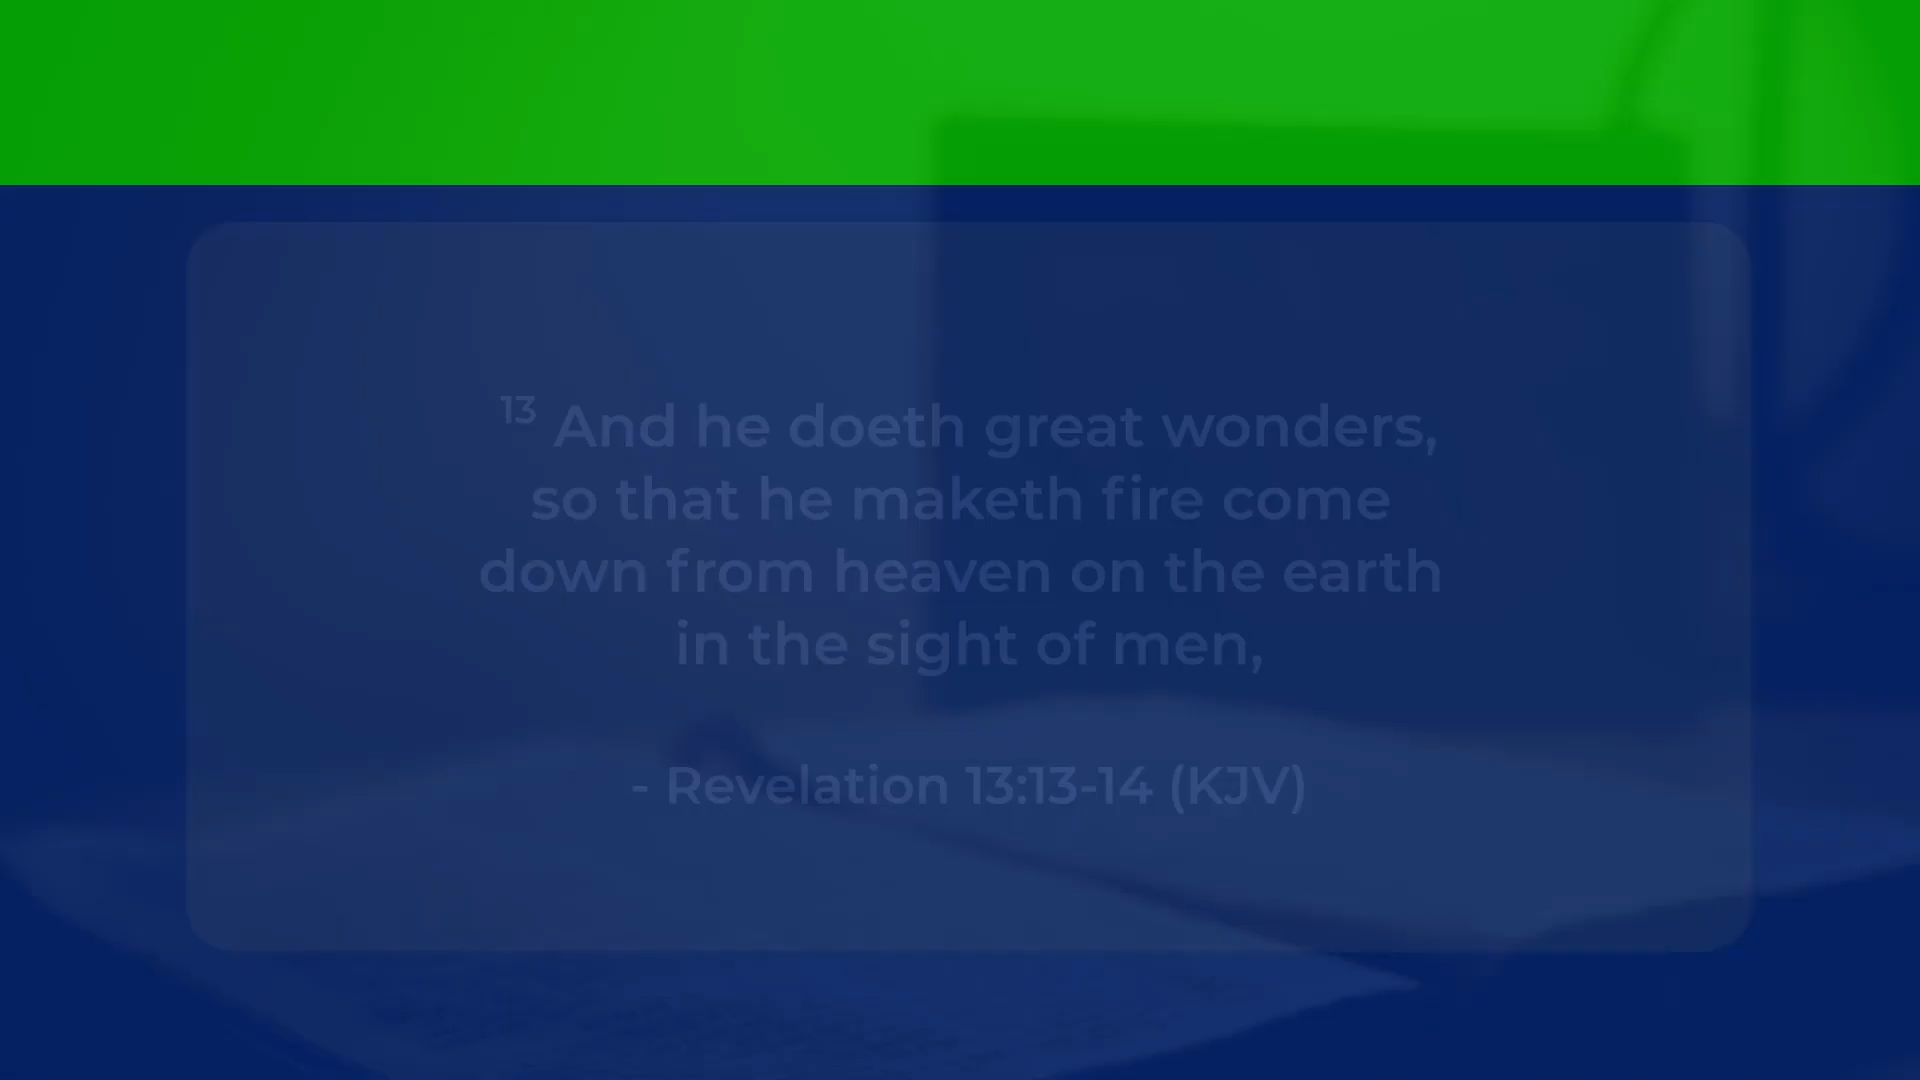 13 And he doeth great wonders,
so that he maketh fire come
down from heaven on the earth
in the sight of men,
- Revelation 13:13-14 (KJV)